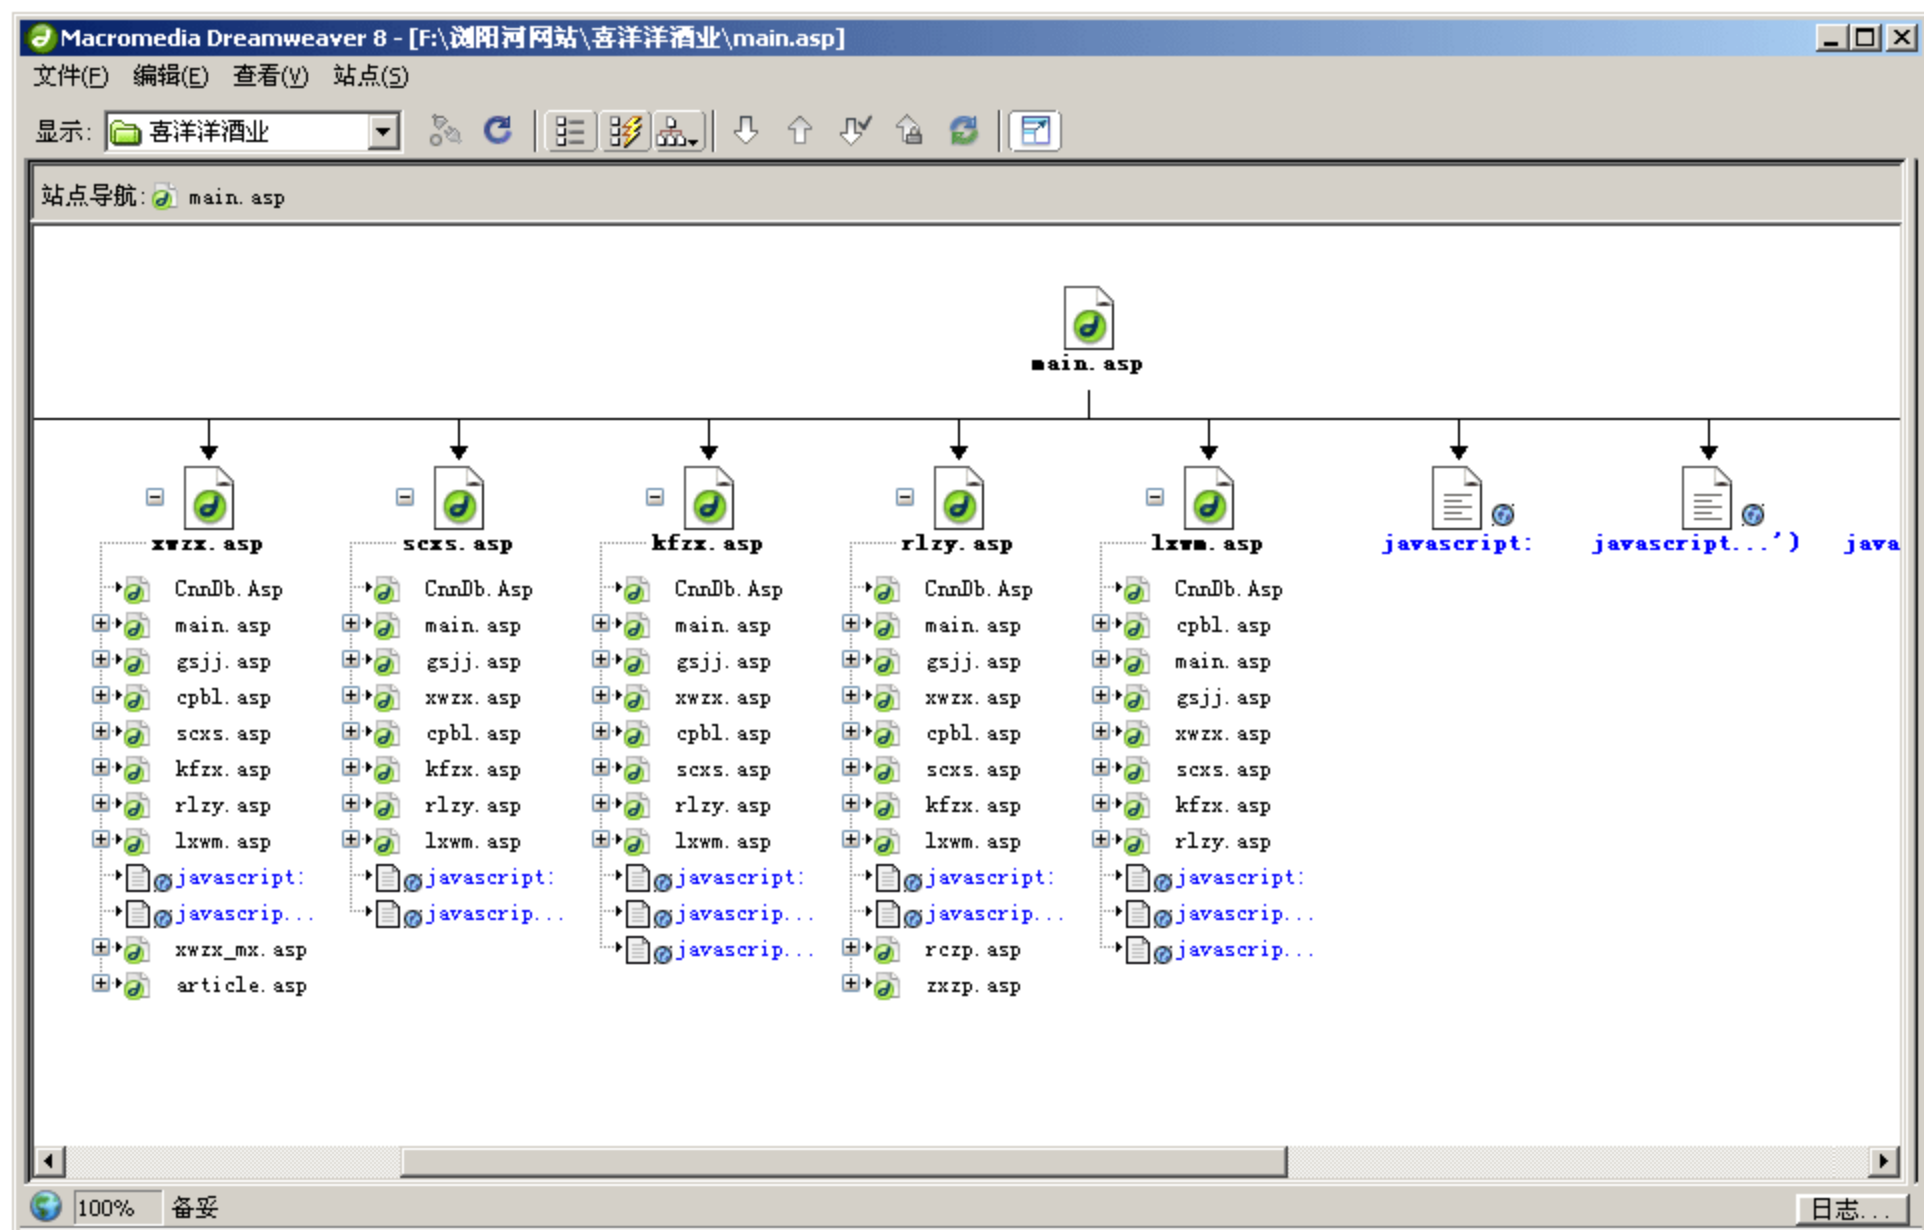 Macromedia Dreamweaver 8 - [F:\浏阳河网站\喜洋洋酒业\main.asp]
文件(F) 编辑(E) 查看(V) 站点(S)
显示: 喜洋洋酒业
站点导航: main.asp
main.asp
xwzx.asp scxs.asp kfzx.asp rlzy.asp lxwm.asp javascript: javascript...') java
CnnDb.Asp CnnDb.Asp CnnDb.Asp CnnDb.Asp CnnDb.Asp
main.asp main.asp main.asp main.asp cpbl.asp
gsjj.asp gsjj.asp gsjj.asp gsjj.asp main.asp
cpbl.asp xwzx.asp xwzx.asp xwzx.asp gsjj.asp
scxs.asp cpbl.asp cpbl.asp cpbl.asp xwzx.asp
kfzx.asp kfzx.asp scxs.asp scxs.asp scxs.asp
rlzy.asp rlzy.asp rlzy.asp kfzx.asp kfzx.asp
lxwm.asp lxwm.asp lxwm.asp lxwm.asp rlzy.asp
javascript: javascript: javascript: javascript: javascript:
javascrip... javascrip... javascrip... javascrip... javascrip...
xwzx_mx.asp javascrip... rczp.asp javascrip...
article.asp zxzp.asp
100% 备妥 日志...